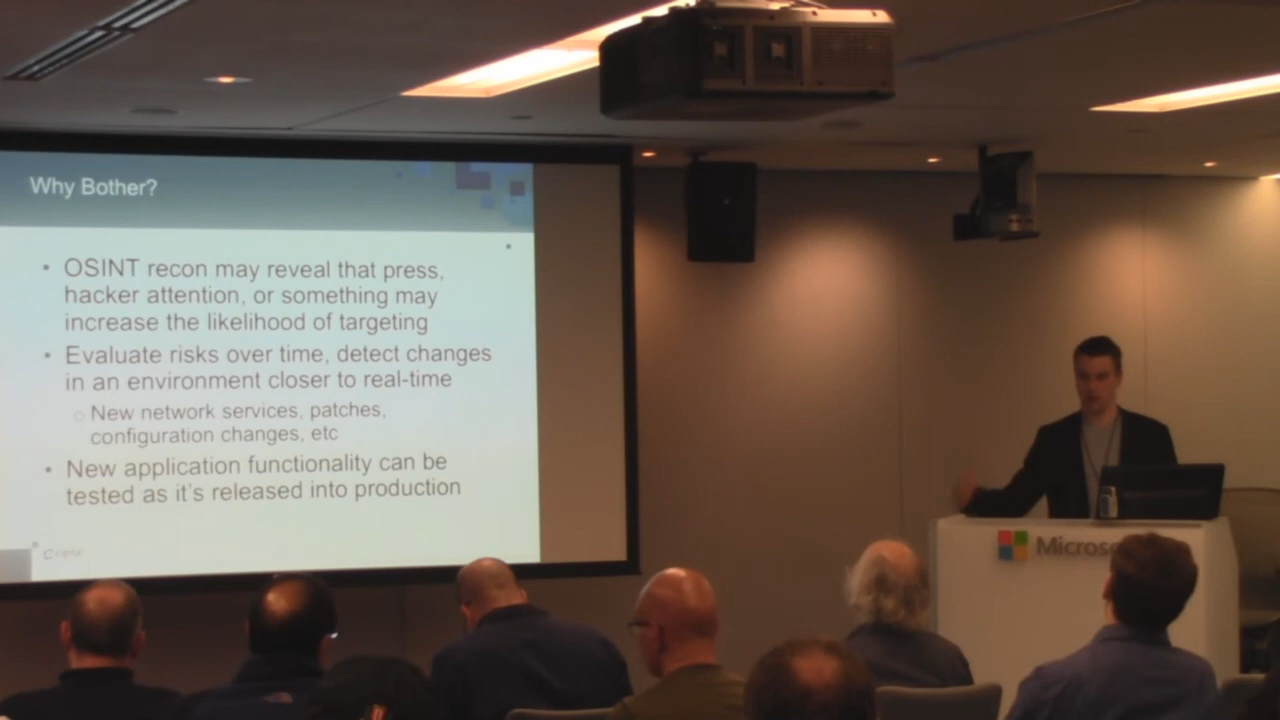 Why Bother?
OSINT recon may reveal that press,
hacker attention, or something may
increase the likelihood of targeting
Evaluate risks over time, detect changes
in an environment closer to real-time
New network services, patches,
configuration changes, etc
New application functionality can be
tested as it's released into production